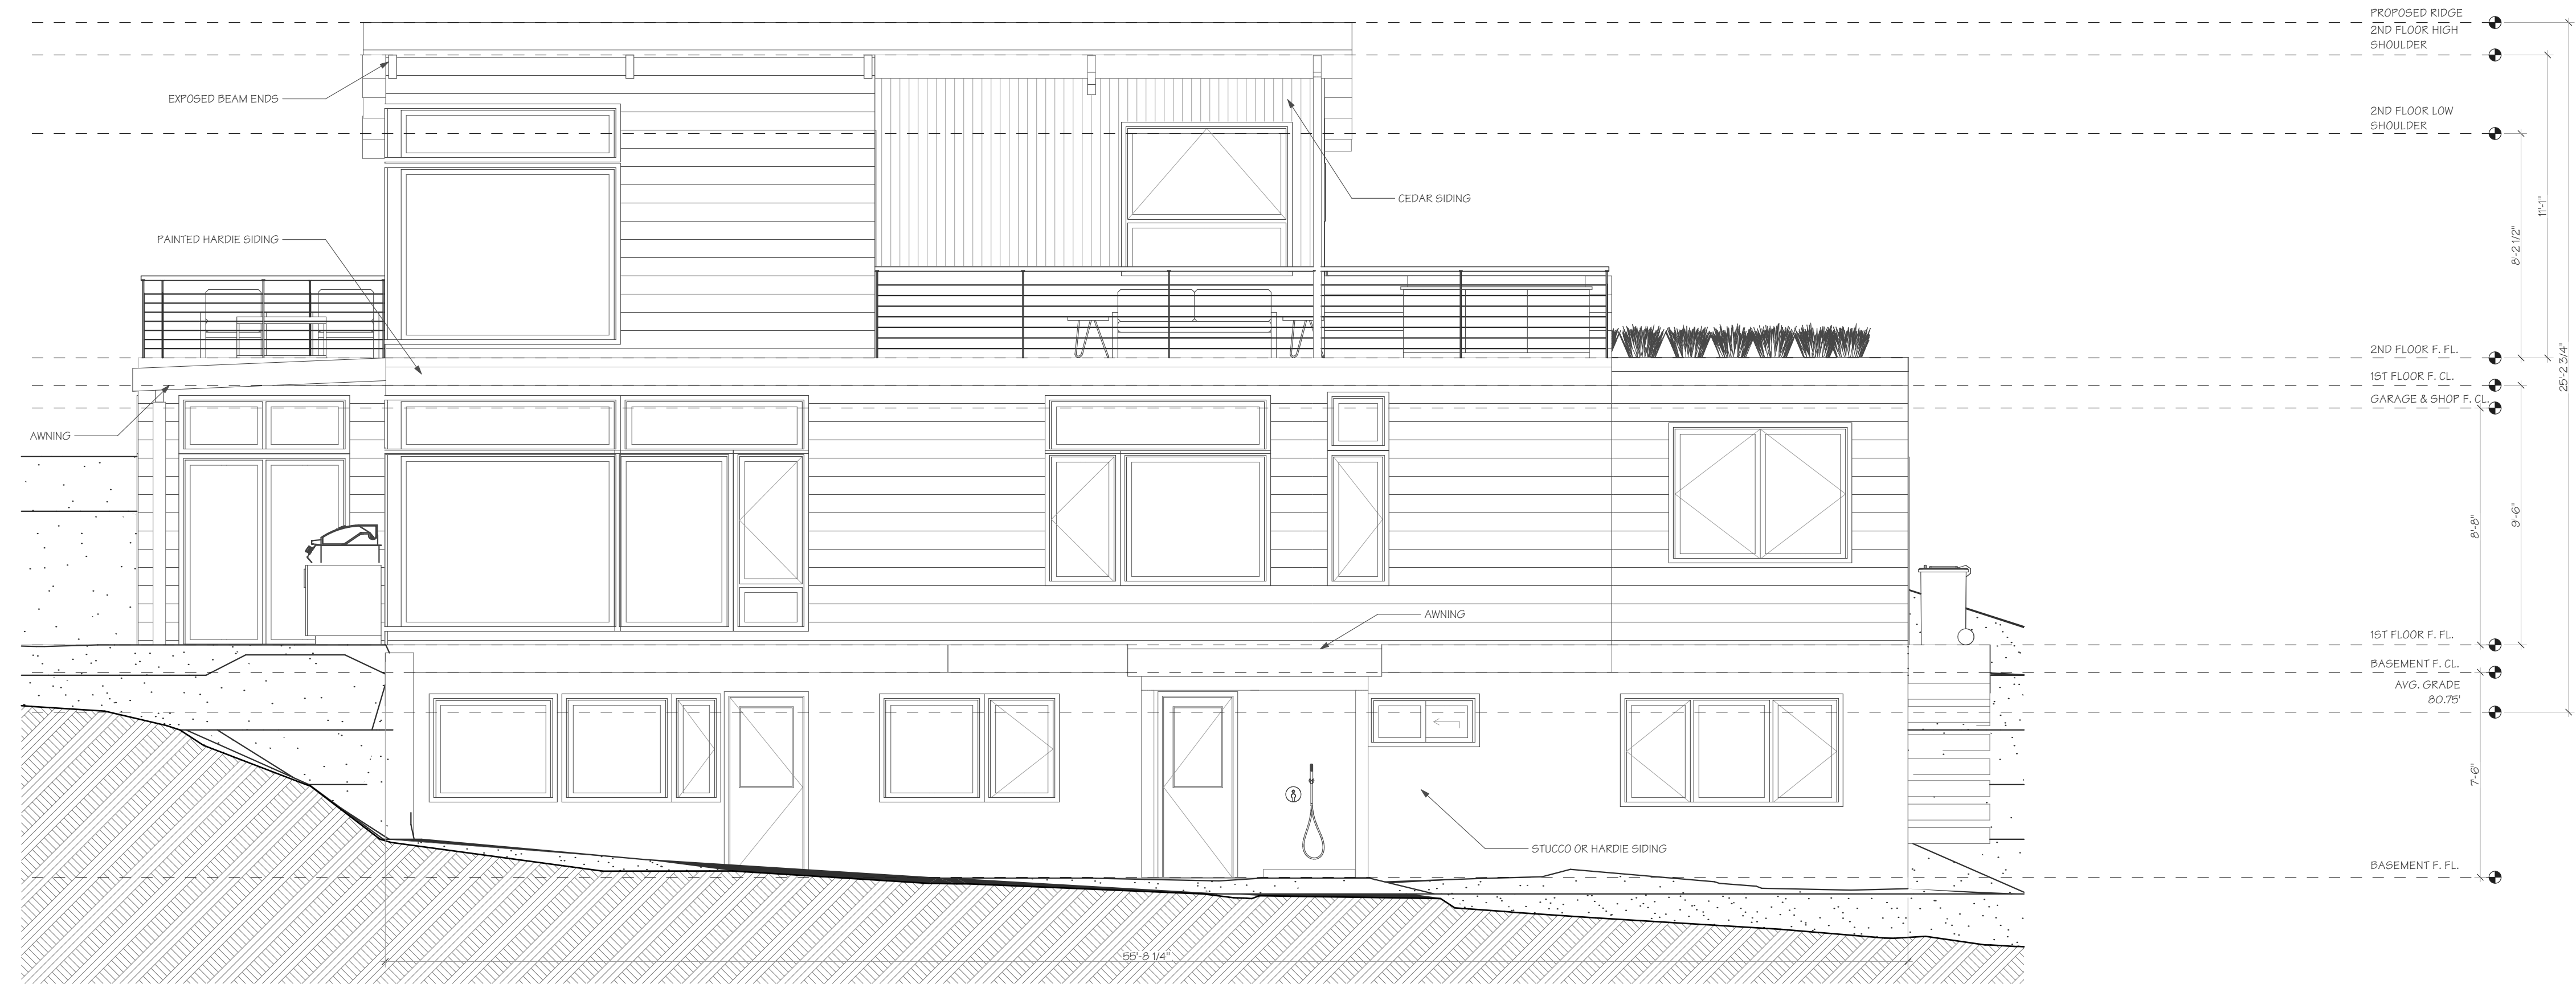 PROPOSED RIDGE
2ND FLOOR HIGH
SHOULDER
EXPOSED BEAM ENDS
2ND FLOOR LOW
SHOULDER
CEDAR SIDING
11'-1"
8'-2 1/2"
PAINTED HARDIE SIDING
2ND FLOOR F. FL.
25'-2 3/4"
1ST FLOOR F. CL.
GARAGE & SHOP F. CL.
AWNING
9'-6"
8'-8"
AWNING
1ST FLOOR F. FL.
BASEMENT F. CL.
AVG. GRADE
80.75'
7'-6"
STUCCO OR HARDIE SIDING
BASEMENT F. FL.
55'-8 1/4"